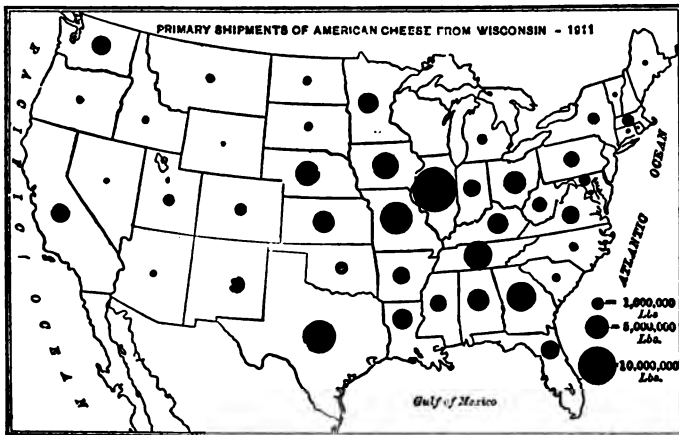 PRIMARY SHIPMENTS OF AMERICAN CHEESE FROM WISCONSIN - 1911
PACIFIC
OCEAN
ATLANTIC
OCEAN
= 1,000,000
Lbs
= 5,000,000
Lbs.
10,000,000
Lbs.
Gulf of Mexico